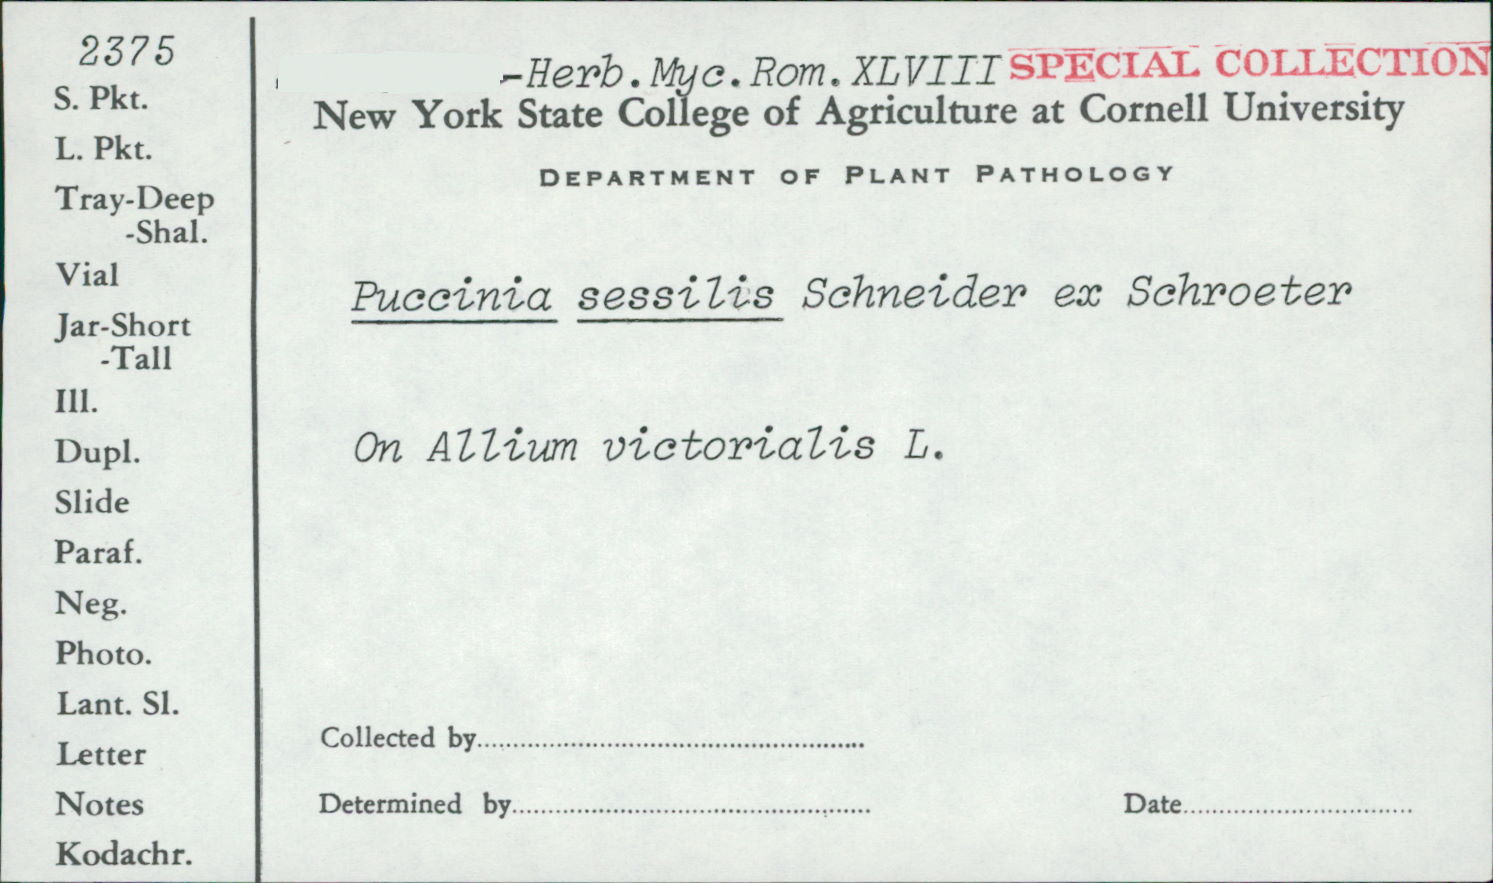 2375
S. Pkt.
L. Pkt.
Tray-Deep
-Shal.
Vial
Jar-Short
-Tall
Ill.
Dupl.
Slide
Paraf.
Neg.
Photo.
Lant. Sl.
Letter
Notes
Kodachr.
-Herb. Myc. Rom. XLVIII SPECIAL COLLECTION
New York State College of Agriculture at Cornell University
DEPARTMENT OF PLANT PATHOLOGY
Puccinia sessilis Schneider ex Schroeter
On Allium victorialis L.
Collected by
Determined by Date